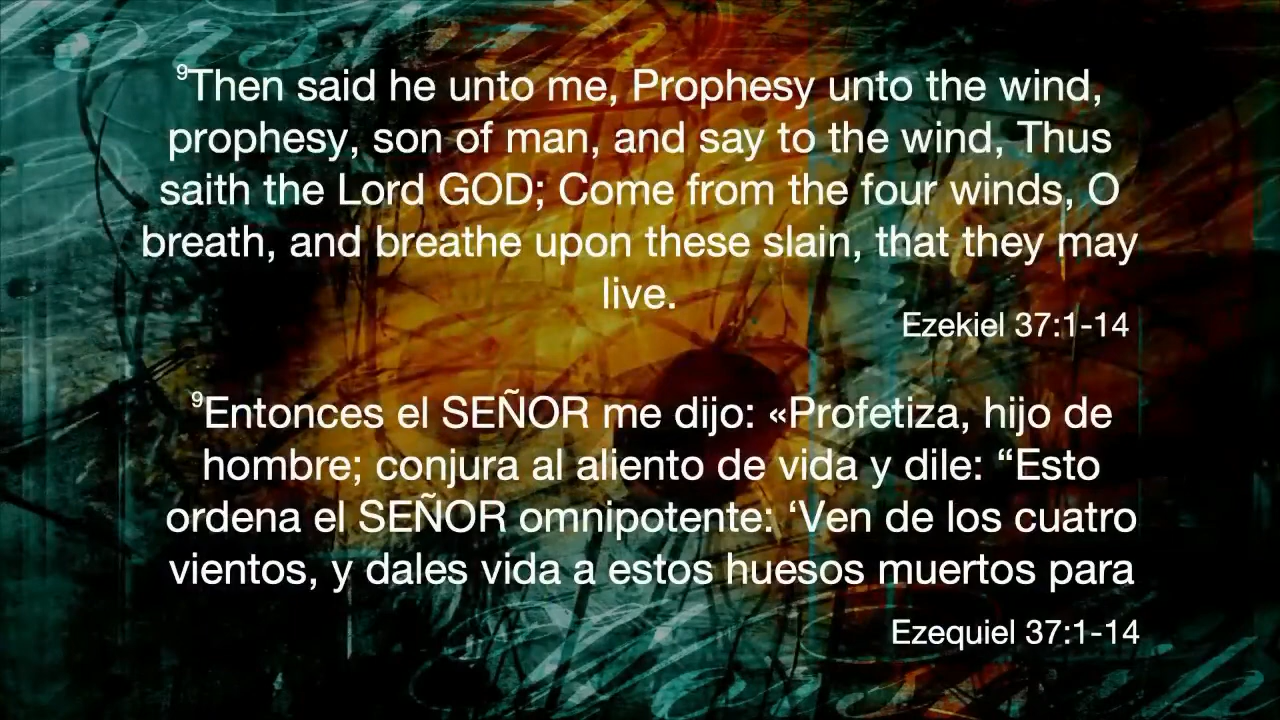 ⁹Then said he unto me, Prophesy unto the wind,
prophesy, son of man, and say to the wind, Thus
saith the Lord GOD; Come from the four winds, O
breath, and breathe upon these slain, that they may
live.
Ezekiel 37:1-14
⁹Entonces el SEÑOR me dijo: «Profetiza, hijo de
hombre; conjura al aliento de vida y dile: “Esto
ordena el SEÑOR omnipotente: ‘Ven de los cuatro
vientos, y dales vida a estos huesos muertos para
Ezequiel 37:1-14